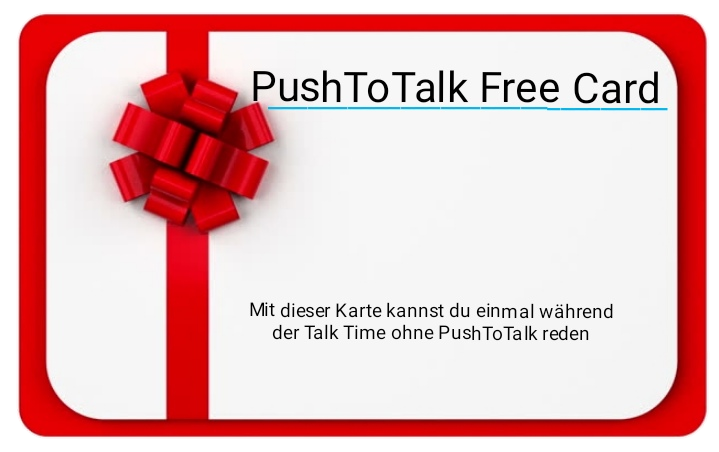 PushToTalk Free Card
Mit dieser Karte kannst du einmal während
der Talk Time ohne PushToTalk reden